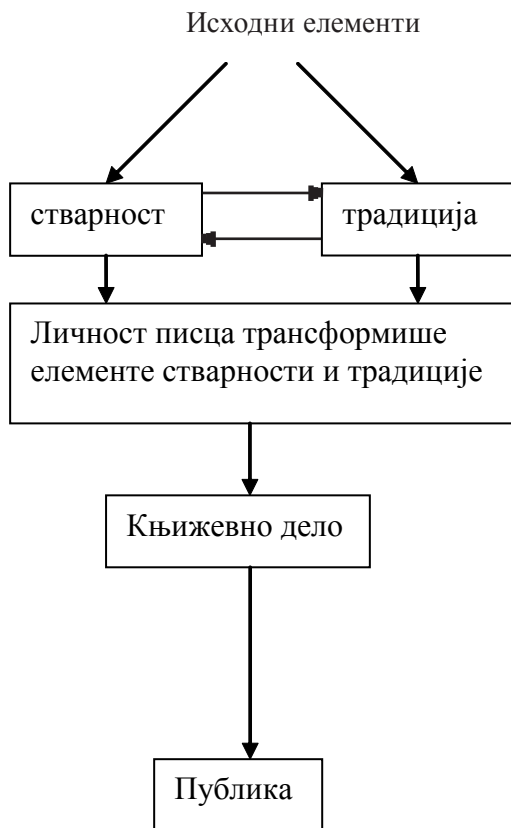 Исходни елементи
стварност
традиција
Личност писца трансформише
елементе стварности и традиције
Књижевно дело
Публика